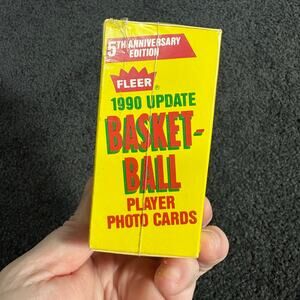 5TH ANNIVERSARY
EDITION
FLEER®
1990 UPDATE
BASKET-
BALL
PLAYER
PHOTO CARDS